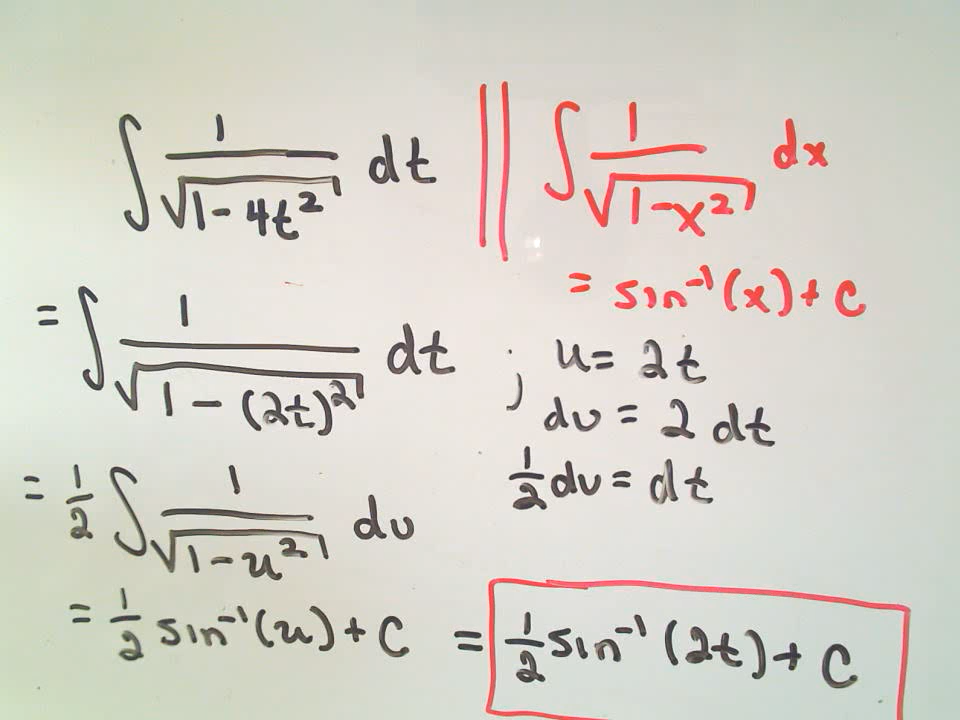 ∫ 1/√(1-4t²) dt || ∫ 1/√(1-x²) dx
= sin⁻¹(x) + C
= ∫ 1/√(1-(2t)²) dt ; u = 2t
du = 2 dt
½ du = dt
= ½ ∫ 1/√(1-u²) du
= ½ sin⁻¹(u) + C = ½ sin⁻¹(2t) + C